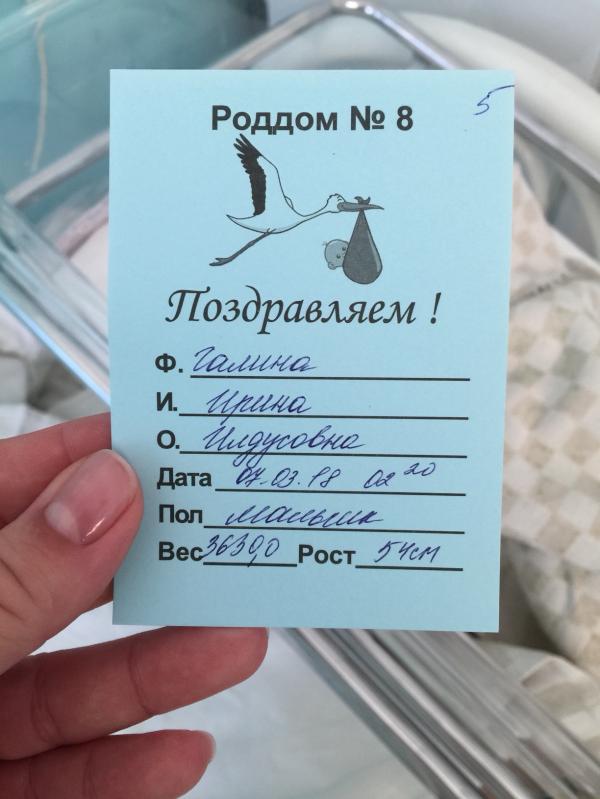 Роддом № 8
5
Поздравляем !
Ф. Галина
И. Ирина
О. Илдусовна
Дата 07.03.18 02 20
Пол мальчик
Вес 3630,0 Рост 54см